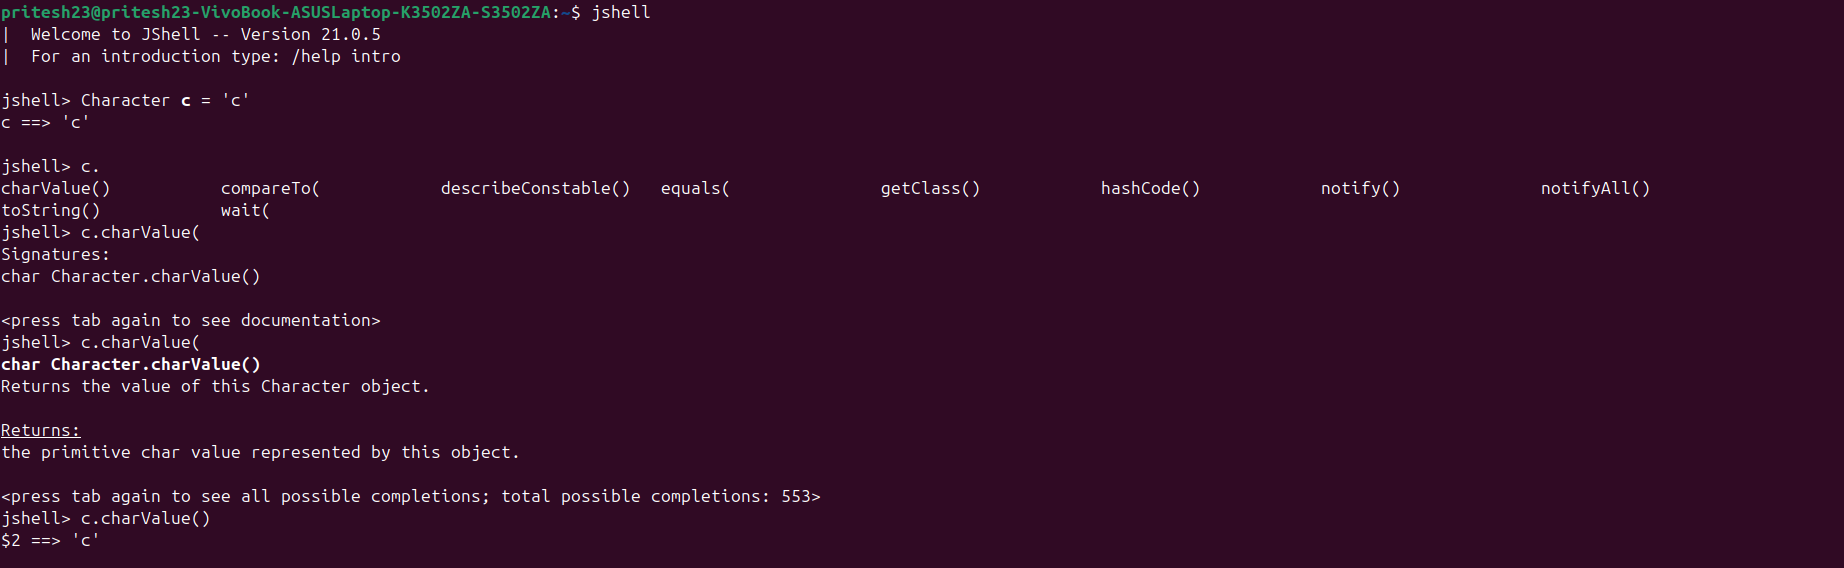 pritesh23@pritesh23-VivoBook-ASUSLaptop-K3502ZA-S3502ZA:~$ jshell
|  Welcome to JShell -- Version 21.0.5
|  For an introduction type: /help intro
jshell> Character c = 'c'
c ==> 'c'
jshell> c.
charValue()           compareTo(            describeConstable()   equals(               getClass()            hashCode()            notify()              notifyAll()
toString()            wait(
jshell> c.charValue(
Signatures:
char Character.charValue()
<press tab again to see documentation>
jshell> c.charValue(
char Character.charValue()
Returns the value of this Character object.
Returns:
the primitive char value represented by this object.
<press tab again to see all possible completions; total possible completions: 553>
jshell> c.charValue()
$2 ==> 'c'